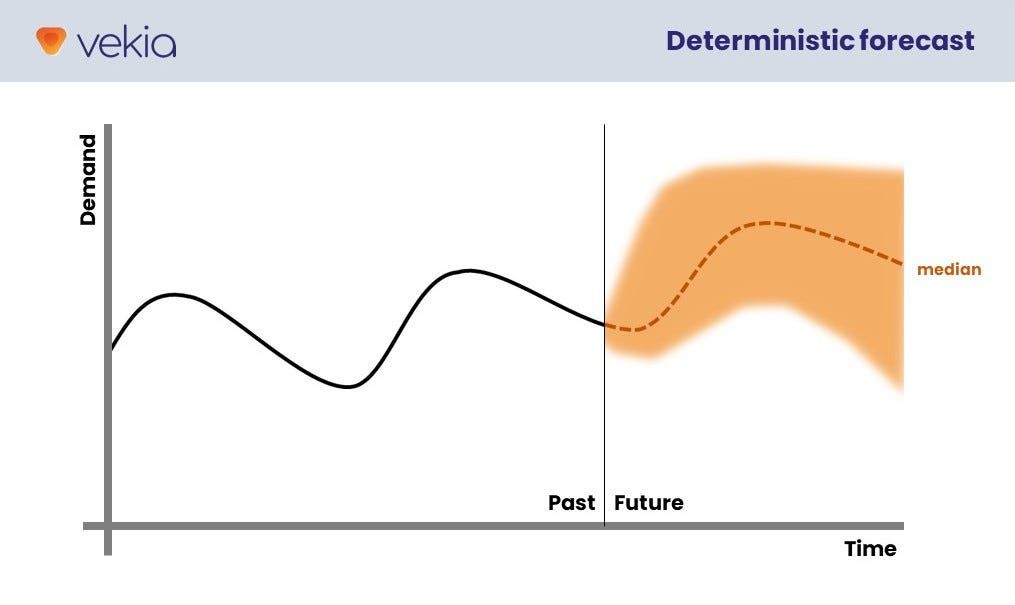 vekia
Deterministic forecast
Demand
median
Past
Future
Time